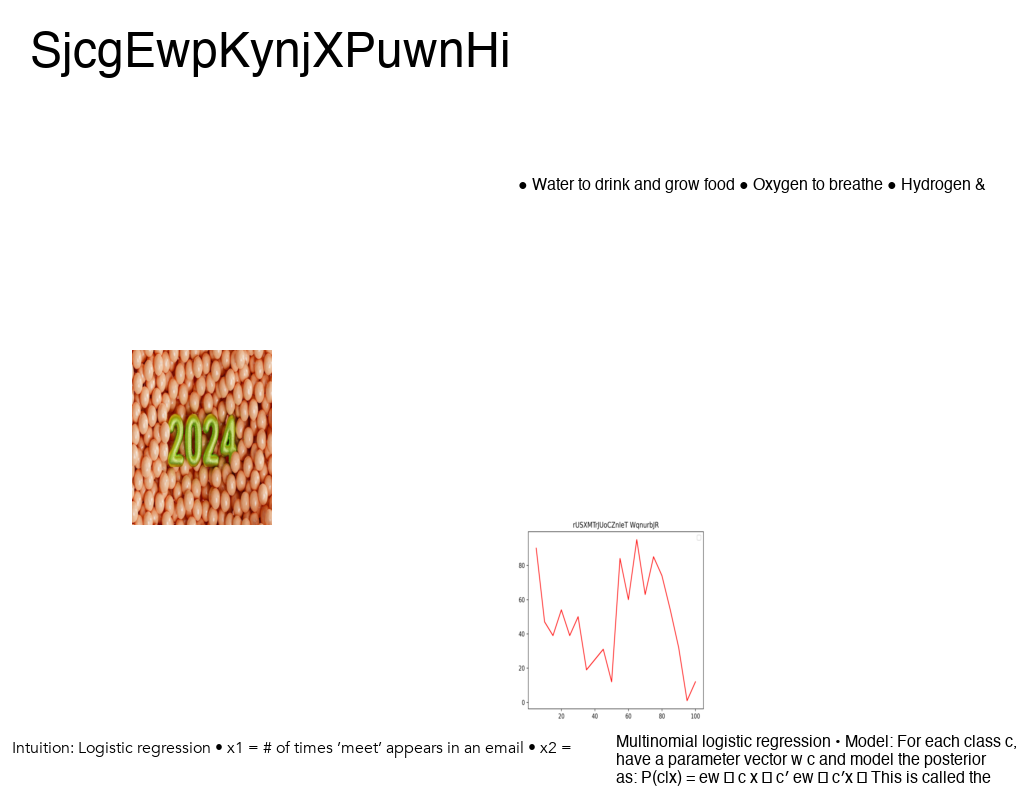 SjcgEwpKynjXPuwnHi
● Water to drink and grow food ● Oxygen to breathe ● Hydrogen &
2024
rUSXMTrJUoCZnIeT WqnurbJR
80
60
40
20
0
20 40 60 80 100
Intuition: Logistic regression • x1 = # of times ‘meet’ appears in an email • x2 =
Multinomial logistic regression • Model: For each class c,
have a parameter vector w c and model the posterior
as: P(c|x) = ew □ c x □ c′ ew □ c′x □ This is called the